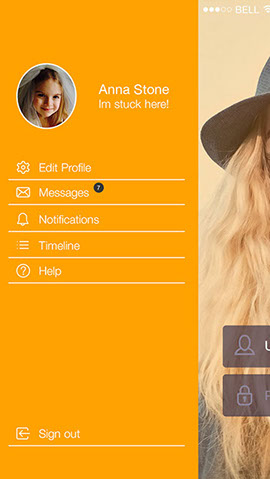 BELL
Anna Stone
Im stuck here!
Edit Profile
Messages 7
Notifications
Timeline
Help
Sign out